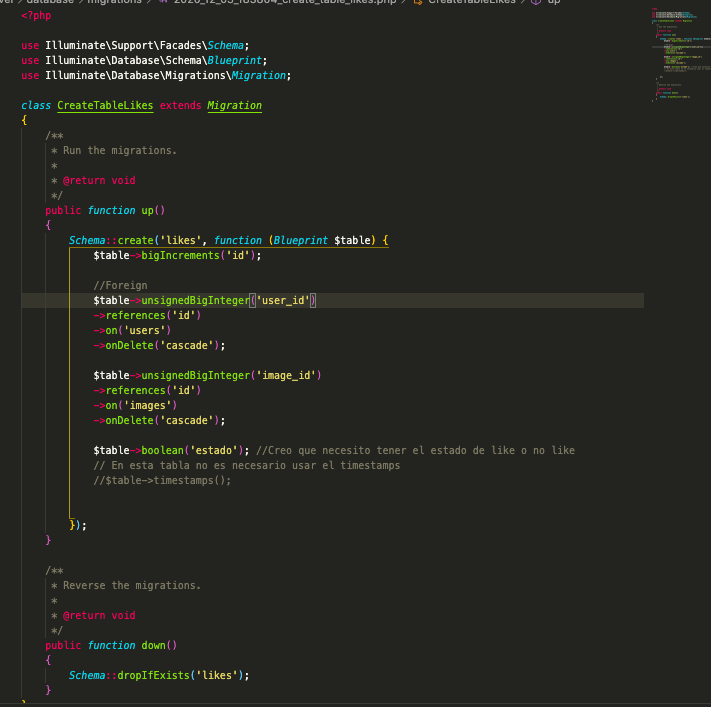 database > migrations > 2020_12_03_183864_create_table_likes.php > CreateTableLikes > up
<?php
use Illuminate\Support\Facades\Schema;
use Illuminate\Database\Schema\Blueprint;
use Illuminate\Database\Migrations\Migration;
class CreateTableLikes extends Migration
{
/**
* Run the migrations.
*
* @return void
*/
public function up()
{
Schema::create('likes', function (Blueprint $table) {
$table->bigIncrements('id');
//Foreign
$table->unsignedBigInteger('user_id')
->references('id')
->on('users')
->onDelete('cascade');
$table->unsignedBigInteger('image_id')
->references('id')
->on('images')
->onDelete('cascade');
$table->boolean('estado'); //Creo que necesito tener el estado de like o no like
// En esta tabla no es necesario usar el timestamps
//$table->timestamps();
});
}
/**
* Reverse the migrations.
*
* @return void
*/
public function down()
{
Schema::dropIfExists('likes');
}